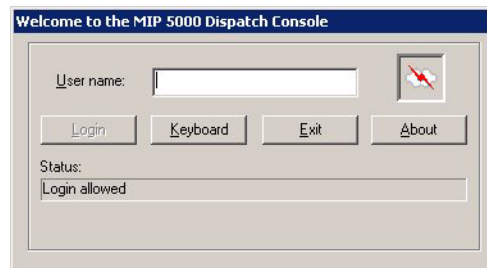 Welcome to the MIP 5000 Dispatch Console
User name:
Login Keyboard Exit About
Status:
Login allowed